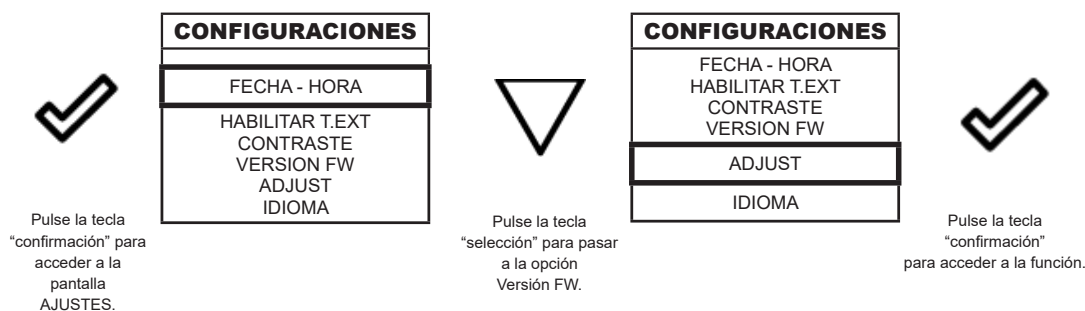 CONFIGURACIONES
FECHA - HORA
HABILITAR T.EXT
CONTRASTE
VERSION FW
ADJUST
IDIOMA
Pulse la tecla
“confirmación” para
acceder a la
pantalla
AJUSTES.
Pulse la tecla
“selección” para pasar
a la opción
Versión FW.
CONFIGURACIONES
FECHA - HORA
HABILITAR T.EXT
CONTRASTE
VERSION FW
ADJUST
IDIOMA
Pulse la tecla
“confirmación”
para acceder a la función.